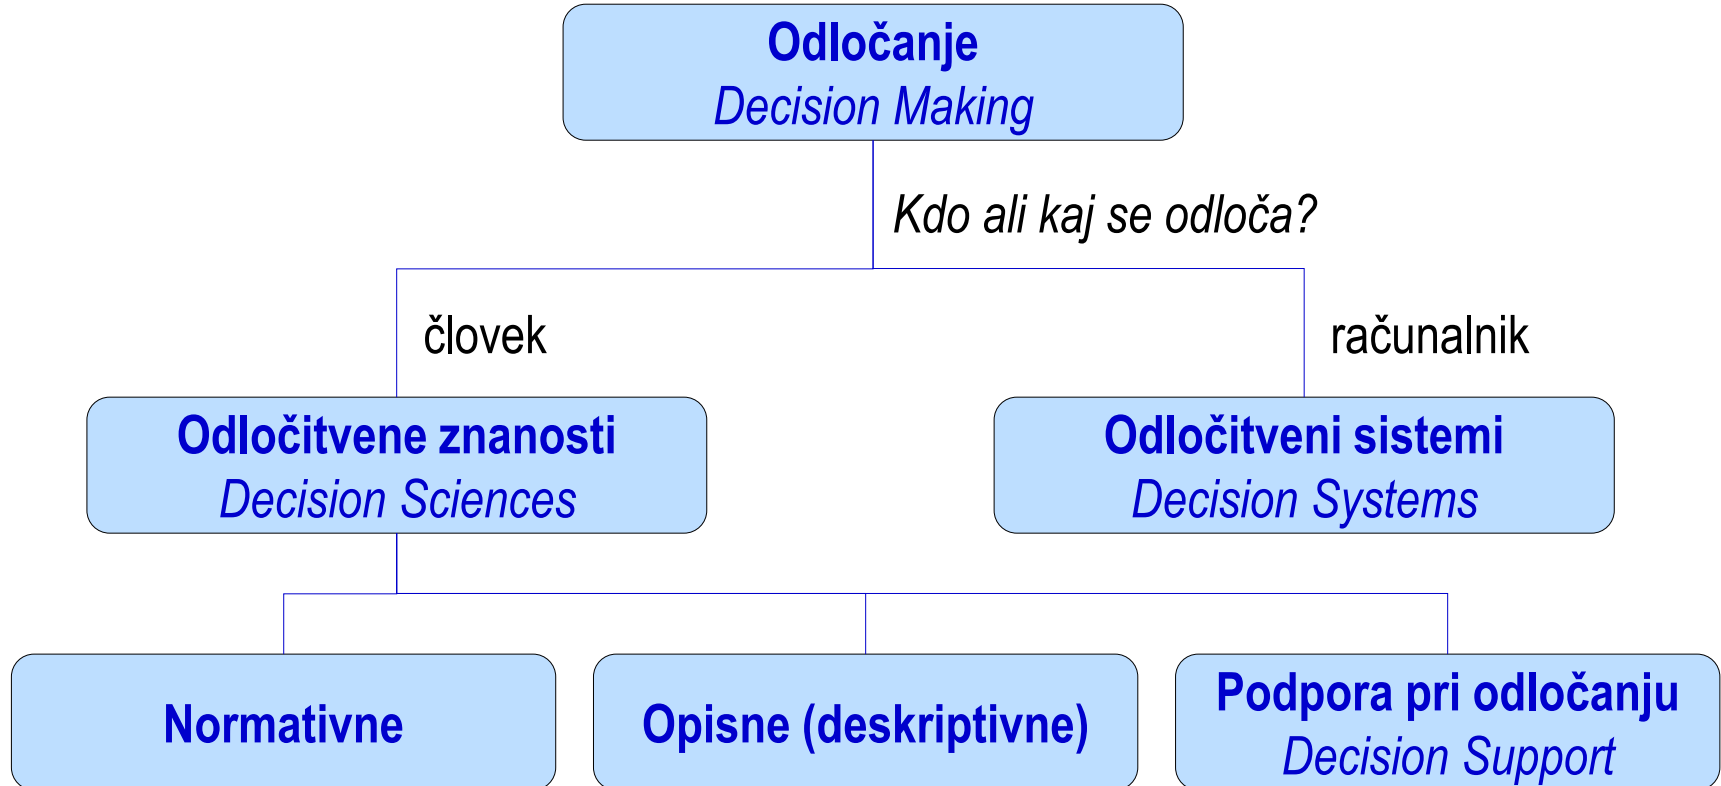 Odločanje
Decision Making
Kdo ali kaj se odloča?
človek
računalnik
Odločitvene znanosti
Decision Sciences
Odločitveni sistemi
Decision Systems
Normativne
Opisne (deskriptivne)
Podpora pri odločanju
Decision Support